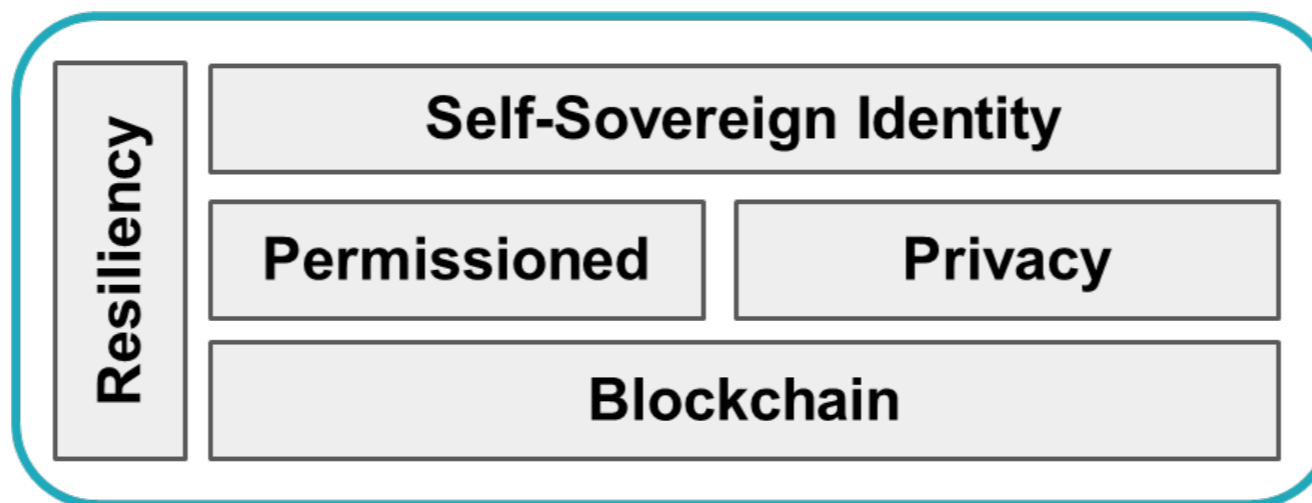 Resiliency
Self-Sovereign Identity
Permissioned
Privacy
Blockchain